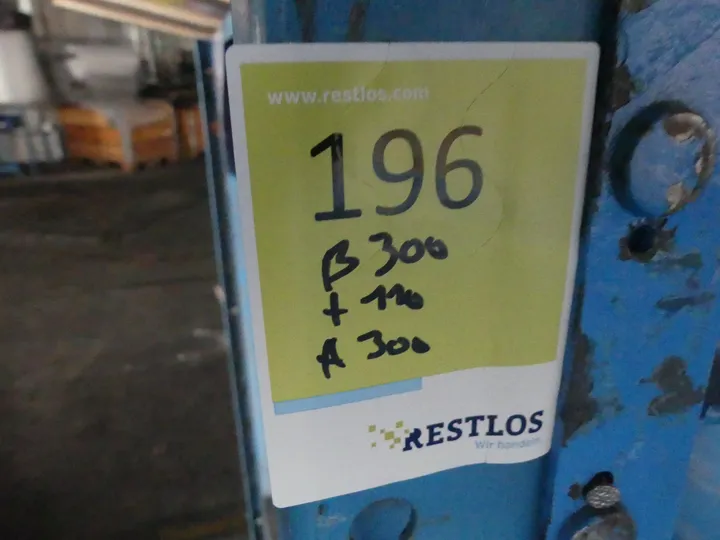 www.restlos.com
196
B 300
+ 110
A 300
RESTLOS
Wir handeln.